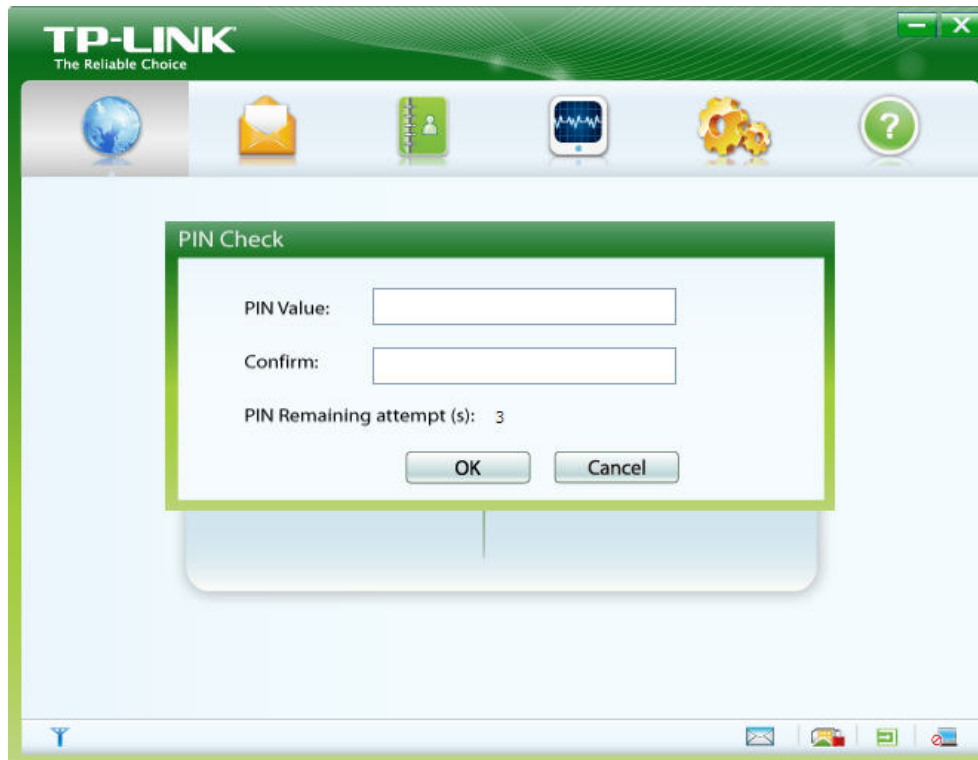 TP-LINK
The Reliable Choice
X
?
PIN Check
PIN Value:
Confirm:
PIN Remaining attempt (s): 3
OK
Cancel